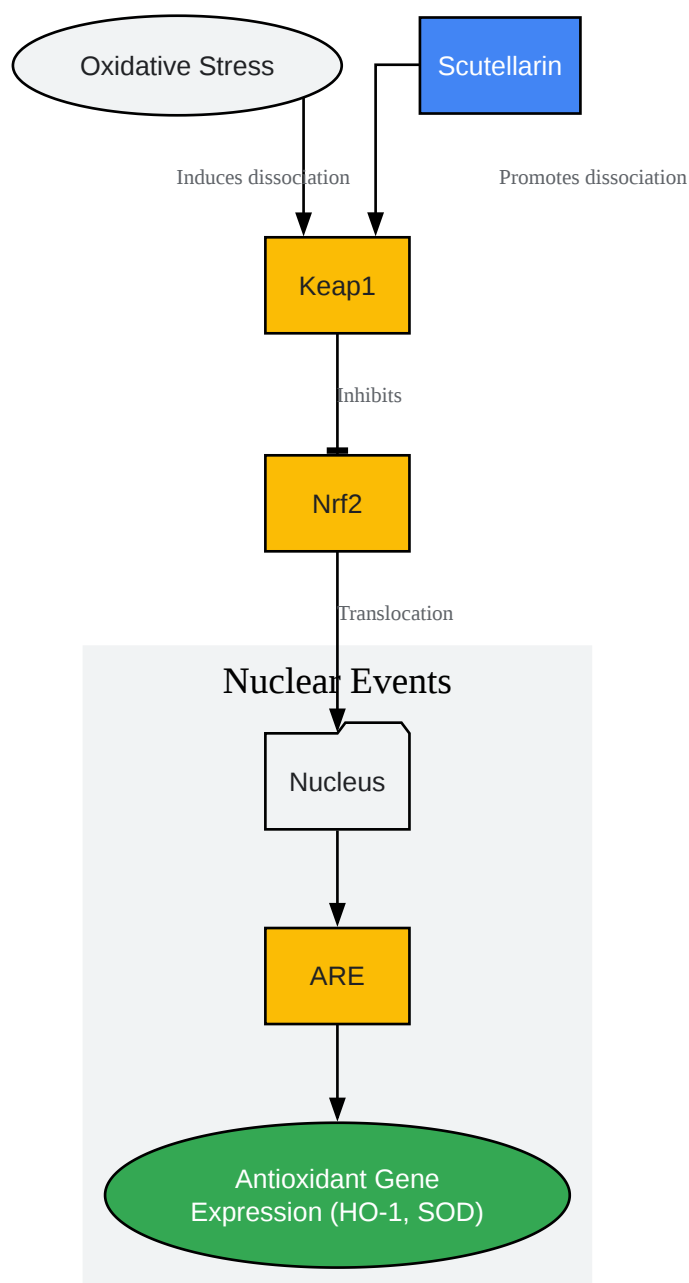 Oxidative Stress
Scutellarin
Induces dissociation
Promotes dissociation
Keap1
Inhibits
Nrf2
Translocation
Nuclear Events
Nucleus
ARE
Antioxidant Gene
Expression (HO-1, SOD)